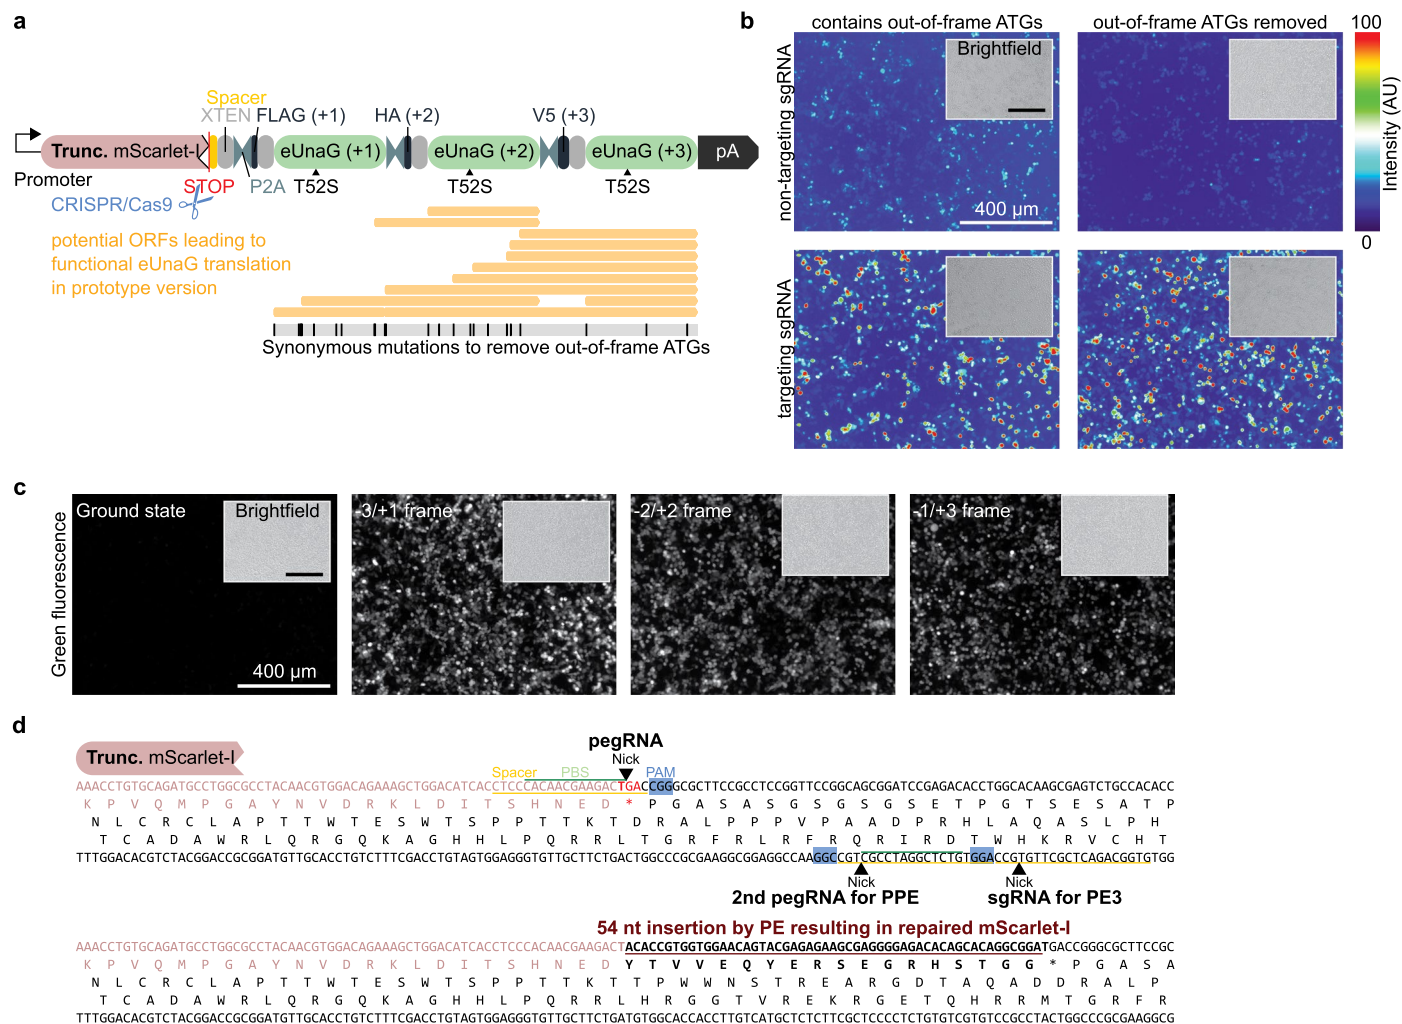 a
Spacer
XTEN
FLAG (+1)
HA (+2)
V5 (+3)
Trunc. mScarlet-I
eUnaG (+1)
eUnaG (+2)
eUnaG (+3)
pA
Promoter
STOP
P2A
T52S
T52S
T52S
CRISPR/Cas9
potential ORFs leading to
functional eUnaG translation
in prototype version
Synonymous mutations to remove out-of-frame ATGs
b
contains out-of-frame ATGs
out-of-frame ATGs removed
non-targeting sgRNA
targeting sgRNA
Brightfield
400 µm
100
Intensity (AU)
0
c
Green fluorescence
Ground state
Brightfield
400 µm
-3/+1 frame
-2/+2 frame
-1/+3 frame
d
Trunc. mScarlet-I
pegRNA
Nick
Spacer
PBS
PAM
AAACCTGTGCAGATGCCTGGCGCCTACAACGTGGACAGAAAGCTGGACATCACCTCCCACAACGAAGACTGACCGGGCGCTTCCGCCTCCGGTTCCGGCAGCGGATCCGAGACACCTGGCACAAGCGAGTCTGCCACACC
K P V Q M P G A Y N V D R K L D I T S H N E D * P G A S A S G S G S G S E T P G T S E S A T P
N L C R C L A P T T W T E S W T S P P T T K T D R A L P P P V P A A D P R H L A Q A S L P H
T C A D A W R L Q R G Q K A G H H L P Q R R L T G R F R L R F R Q R I R D T W H K R V C H T
TTTGGACACGTCTACGGACCGCGGATGTTGCACCTGTCTTTCGACCTGTAGTGGAGGGTGTTGCTTCTGACTGGCCCGCGAAGGCGGAGGCCAAGGCCGTCGCCTAGGCTCTGTGGACCGTGTTCGCTCAGACGGTGTGG
Nick
Nick
2nd pegRNA for PPE
sgRNA for PE3
54 nt insertion by PE resulting in repaired mScarlet-I
AAACCTGTGCAGATGCCTGGCGCCTACAACGTGGACAGAAAGCTGGACATCACCTCCCACAACGAAGACTACACCGTGGTGGAACAGTACGAGAGAAGCGAGGGGAGACACAGCACAGGCGGATGACCGGGCGCTTCCGC
K P V Q M P G A Y N V D R K L D I T S H N E D Y T V V E Q Y E R S E G R H S T G G * P G A S A
N L C R C L A P T T W T E S W T S P P T T K T T P W W N S T R E A R G D T A Q A D D R A L P
T C A D A W R L Q R G Q K A G H H L P Q R R L H R G G T V R E K R G E T Q H R R M T G R F R
TTTGGACACGTCTACGGACCGCGGATGTTGCACCTGTCTTTCGACCTGTAGTGGAGGGTGTTGCTTCTGATGTGGCACCACCTTGTCATGCTCTCTTCGCTCCCCTCTGTGTCGTGTCCGCCTACTGGCCCGCGAAGGCG